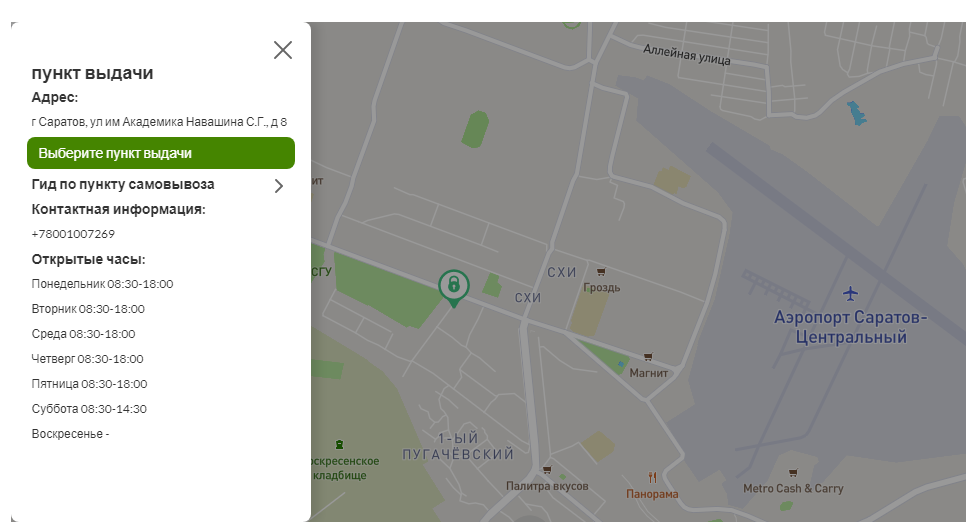 пункт выдачи
Адрес:
г Саратов, ул им Академика Навашина С.Г., д 8
Выберите пункт выдачи
Гид по пункту самовывоза
Контактная информация:
+78001007269
Открытые часы:
Понедельник 08:30-18:00
Вторник 08:30-18:00
Среда 08:30-18:00
Четверг 08:30-18:00
Пятница 08:30-18:00
Суббота 08:30-14:30
Воскресенье -
Аллейная улица
ит
СГУ
СХИ
Гроздь
СХИ
Аэропорт Саратов-
Центральный
Магнит
1-ЫЙ
ПУГАЧЁВСКИЙ
оскресенское
кладбище
Палитра вкусов
Панорама
Metro Cash & Carry